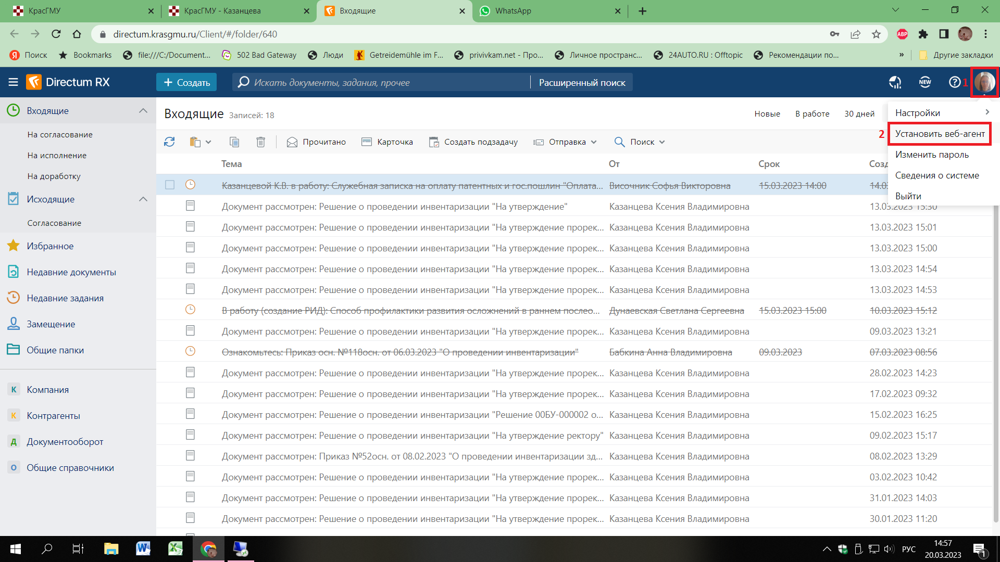 КрасГМУ
КрасГМУ - Казанцева
Входящие
WhatsApp
directum.krasgmu.ru/Client/#/folder/640
ABP
Поиск
Bookmarks
file:///C:/Document...
502 Bad Gateway
Люди
Getreidemühle im F...
privivkam.net - Про...
Личное пространс...
24AUTO.RU : Offtopic
Рекомендации по...
»
Другие закладки
Directum RX
+ Создать
Искать документы, задания, прочее
Расширенный поиск
NEW
1
Входящие
На согласование
На исполнение
На доработку
Исходящие
Согласование
Избранное
Недавние документы
Недавние задания
Замещение
Общие папки
К Компания
К Контрагенты
Д Документооборот
О Общие справочники
Входящие Записей: 18
Новые В работе 30 дней
Настройки
2 Установить веб-агент
Изменить пароль
Сведения о системе
Выйти
Прочитано Карточка Создать подзадачу Отправка Поиск
Тема От Срок Созд
Казанцевой К.В. в работу: Служебная записка на оплату патентных и гос.пошлин "Оплата... Височник Софья Викторовна 15.03.2023 14:00 14.03
Документ рассмотрен: Решение о проведении инвентаризации "На утверждение" Казанцева Ксения Владимировна 13.03.2023 15:30
Документ рассмотрен: Решение о проведении инвентаризации "На утверждение прорек... Казанцева Ксения Владимировна 13.03.2023 15:01
Документ рассмотрен: Решение о проведении инвентаризации "На утверждение прорек... Казанцева Ксения Владимировна 13.03.2023 15:00
Документ рассмотрен: Решение о проведении инвентаризации "На утверждение прорек... Казанцева Ксения Владимировна 13.03.2023 14:54
Документ рассмотрен: Решение о проведении инвентаризации "На утверждение прорек... Казанцева Ксения Владимировна 13.03.2023 14:53
В работу (создание РИД): Способ профилактики развития осложнений в раннем послео... Дунаевская Светлана Сергеевна 15.03.2023 15:00 10.03.2023 15:12
Документ рассмотрен: Решение о проведении инвентаризации "На утверждение прорек... Казанцева Ксения Владимировна 09.03.2023 13:21
Ознакомьтесь: Приказ осн. №118осн. от 06.03.2023 "О проведении инвентаризации" Бабкина Анна Владимировна 09.03.2023 07.03.2023 08:56
Документ рассмотрен: Решение о проведении инвентаризации "На утверждение прорек... Казанцева Ксения Владимировна 28.02.2023 14:23
Документ рассмотрен: Решение о проведении инвентаризации "На утверждение прорек... Казанцева Ксения Владимировна 17.02.2023 09:32
Документ рассмотрен: Решение о проведении инвентаризации "Решение 00БУ-000002 о... Казанцева Ксения Владимировна 15.02.2023 16:25
Документ рассмотрен: Решение о проведении инвентаризации "На утверждение ректору" Казанцева Ксения Владимировна 09.02.2023 15:17
Документ рассмотрен: Приказ №52осн. от 08.02.2023 "О проведении инвентаризации зд... Казанцева Ксения Владимировна 08.02.2023 13:29
Документ рассмотрен: Решение о проведении инвентаризации "На утверждение прорек... Казанцева Ксения Владимировна 03.02.2023 10:42
Документ рассмотрен: Решение о проведении инвентаризации "На утверждение прорек... Казанцева Ксения Владимировна 31.01.2023 14:03
Документ рассмотрен: Решение о проведении инвентаризации "На утверждение прорек... Казанцева Ксения Владимировна 30.01.2023 11:20
РУС
14:57
20.03.2023
1